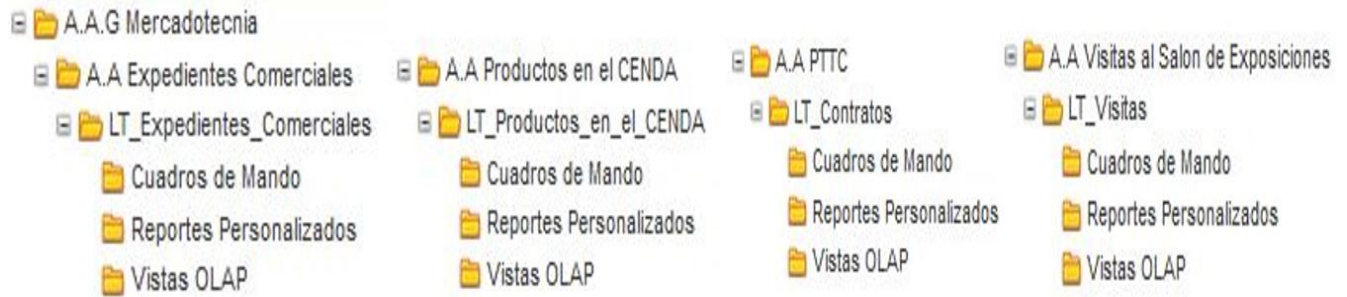 A.A.G Mercadotecnia
A.A Expedientes Comerciales
LT_Expedientes_Comerciales
Cuadros de Mando
Reportes Personalizados
Vistas OLAP
A.A Productos en el CENDA
LT_Productos_en_el_CENDA
Cuadros de Mando
Reportes Personalizados
Vistas OLAP
A.A PTTC
LT_Contratos
Cuadros de Mando
Reportes Personalizados
Vistas OLAP
A.A Visitas al Salon de Exposiciones
LT_Visitas
Cuadros de Mando
Reportes Personalizados
Vistas OLAP